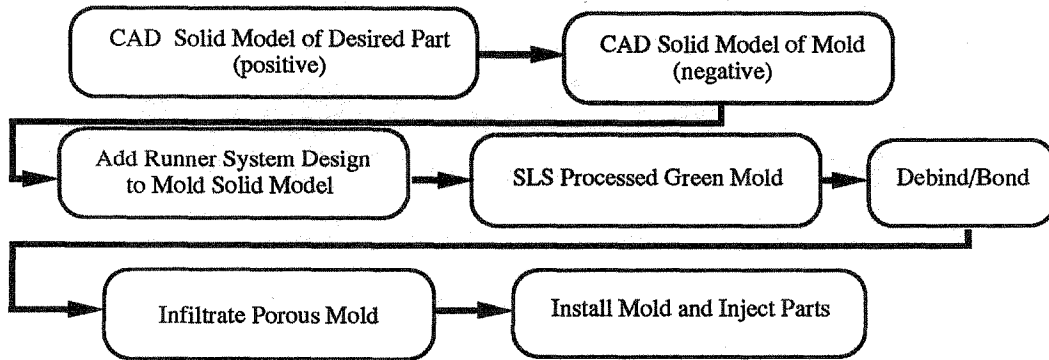 CAD Solid Model of Desired Part
(positive)
CAD Solid Model of Mold
(negative)
Add Runner System Design
to Mold Solid Model
SLS Processed Green Mold
Debind/Bond
Infiltrate Porous Mold
Install Mold and Inject Parts